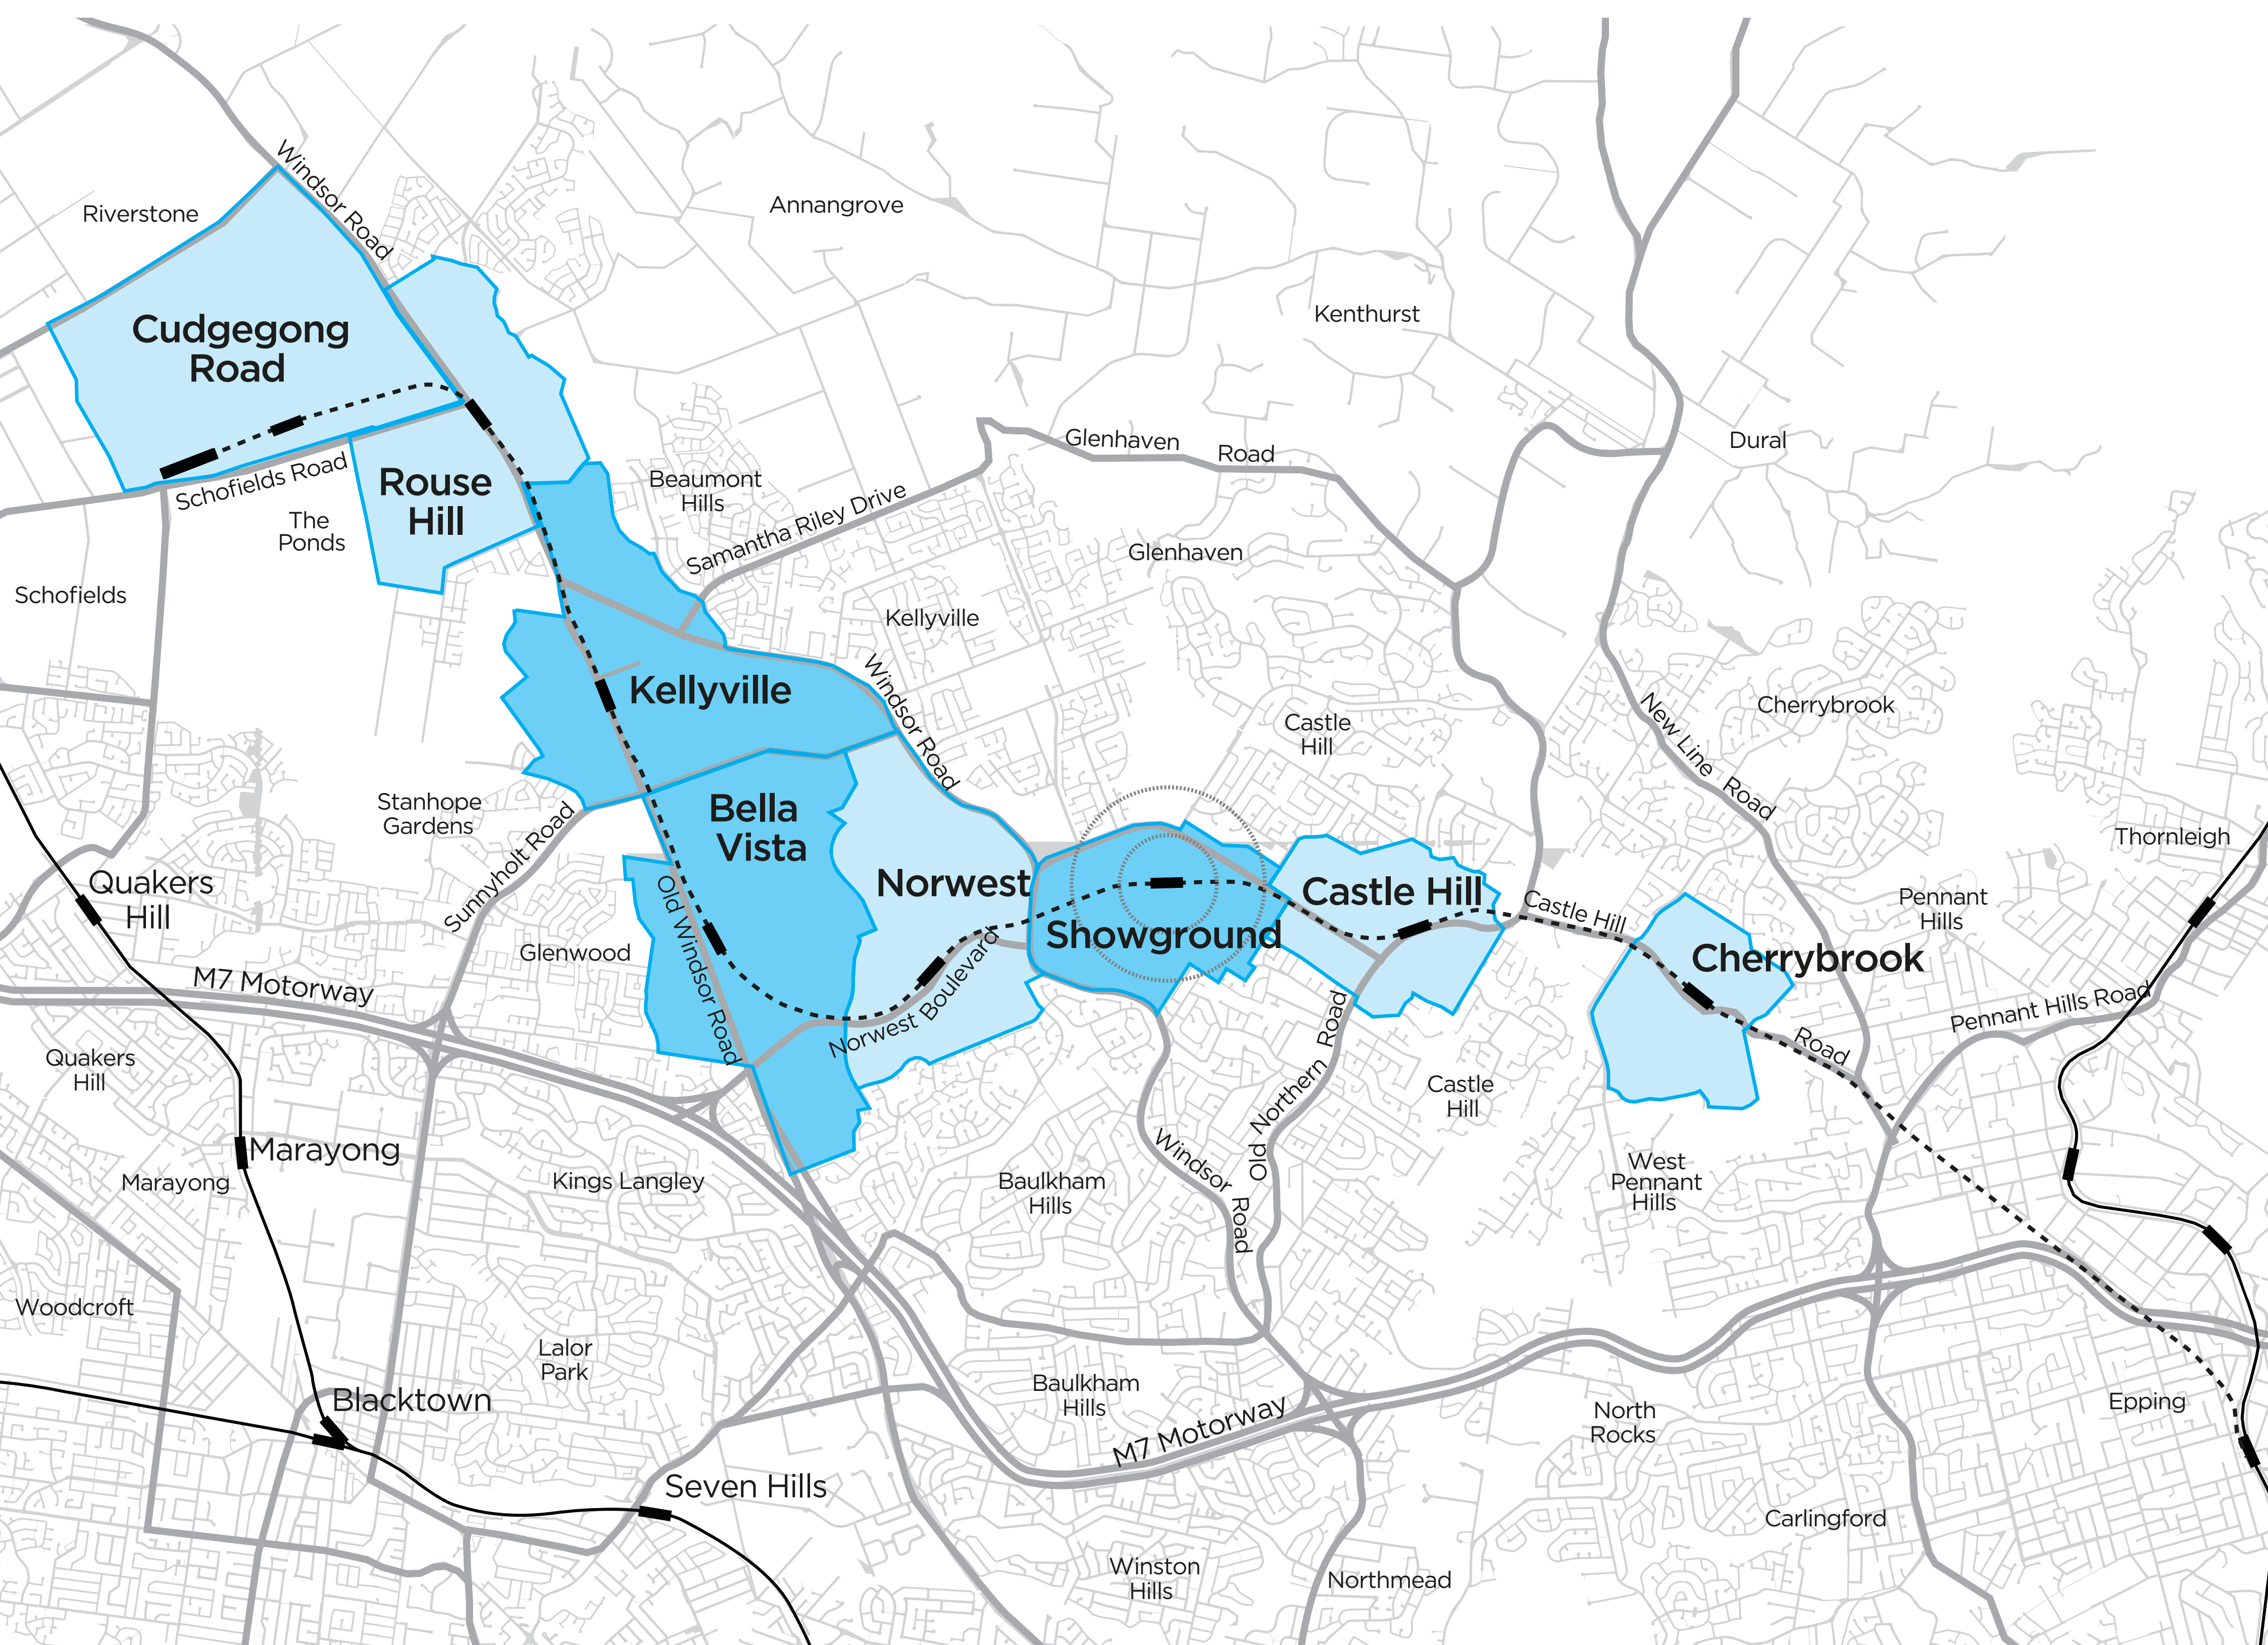 Windsor Road
Riverstone
Annangrove
Kenthurst
Cudgegong
Road
Glenhaven
Road
Dural
Schofields Road
Rouse
Hill
Beaumont
Hills
Samantha Riley Drive
The
Ponds
Glenhaven
Schofields
Kellyville
Kellyville
Windsor Road
New Line
Road
Cherrybrook
Castle
Hill
Stanhope
Gardens
Bella
Vista
Sunnyholt Road
Thornleigh
Quakers
Hill
Old Windsor Road
Norwest
Castle Hill
Castle Hill
Pennant
Hills
Showground
Glenwood
Cherrybrook
M7 Motorway
Norwest Boulevard
Pennant Hills Road
Road
Quakers
Hill
Old Northern Road
Castle
Hill
Marayong
Marayong
Kings Langley
Baulkham
Hills
Windsor
Road
West
Pennant
Hills
Woodcroft
Lalor
Park
Blacktown
Baulkham
Hills
M7 Motorway
North
Rocks
Epping
Seven Hills
Carlingford
Winston
Hills
Northmead